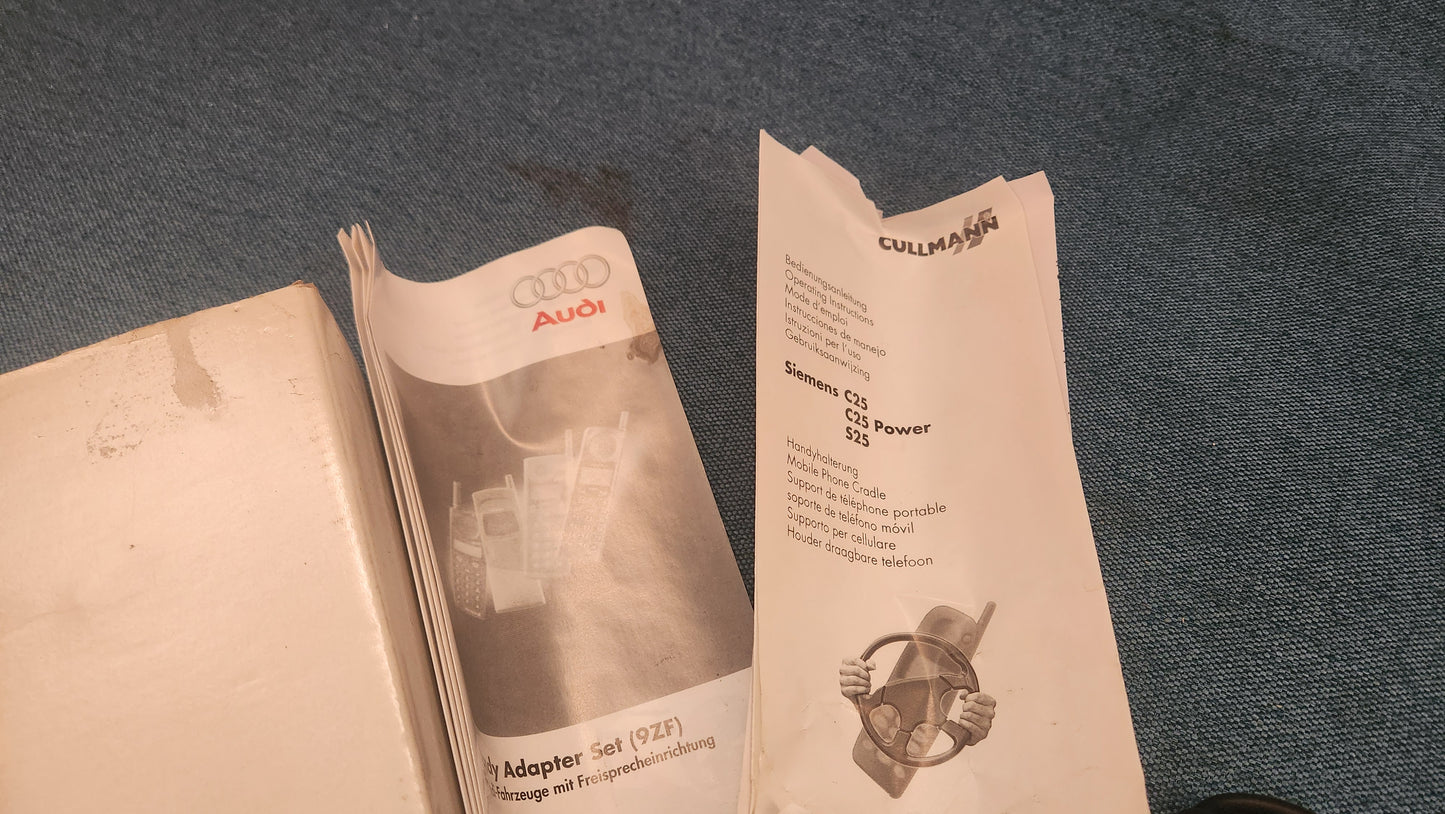 Audi
dy Adapter Set (9ZF)
-Fahrzeuge mit Freisprecheinrichtung
CULLMANN
Bedienungsanleitung
Operating Instructions
Mode d'emploi
Instrucciones de manejo
Istruzioni per l'uso
Gebruiksaanwijzing
Siemens C25
C25 Power
S25
Handyhalterung
Mobile Phone Cradle
Support de téléphone portable
soporte de teléfono móvil
Supporto per cellulare
Houder draagbare telefoon